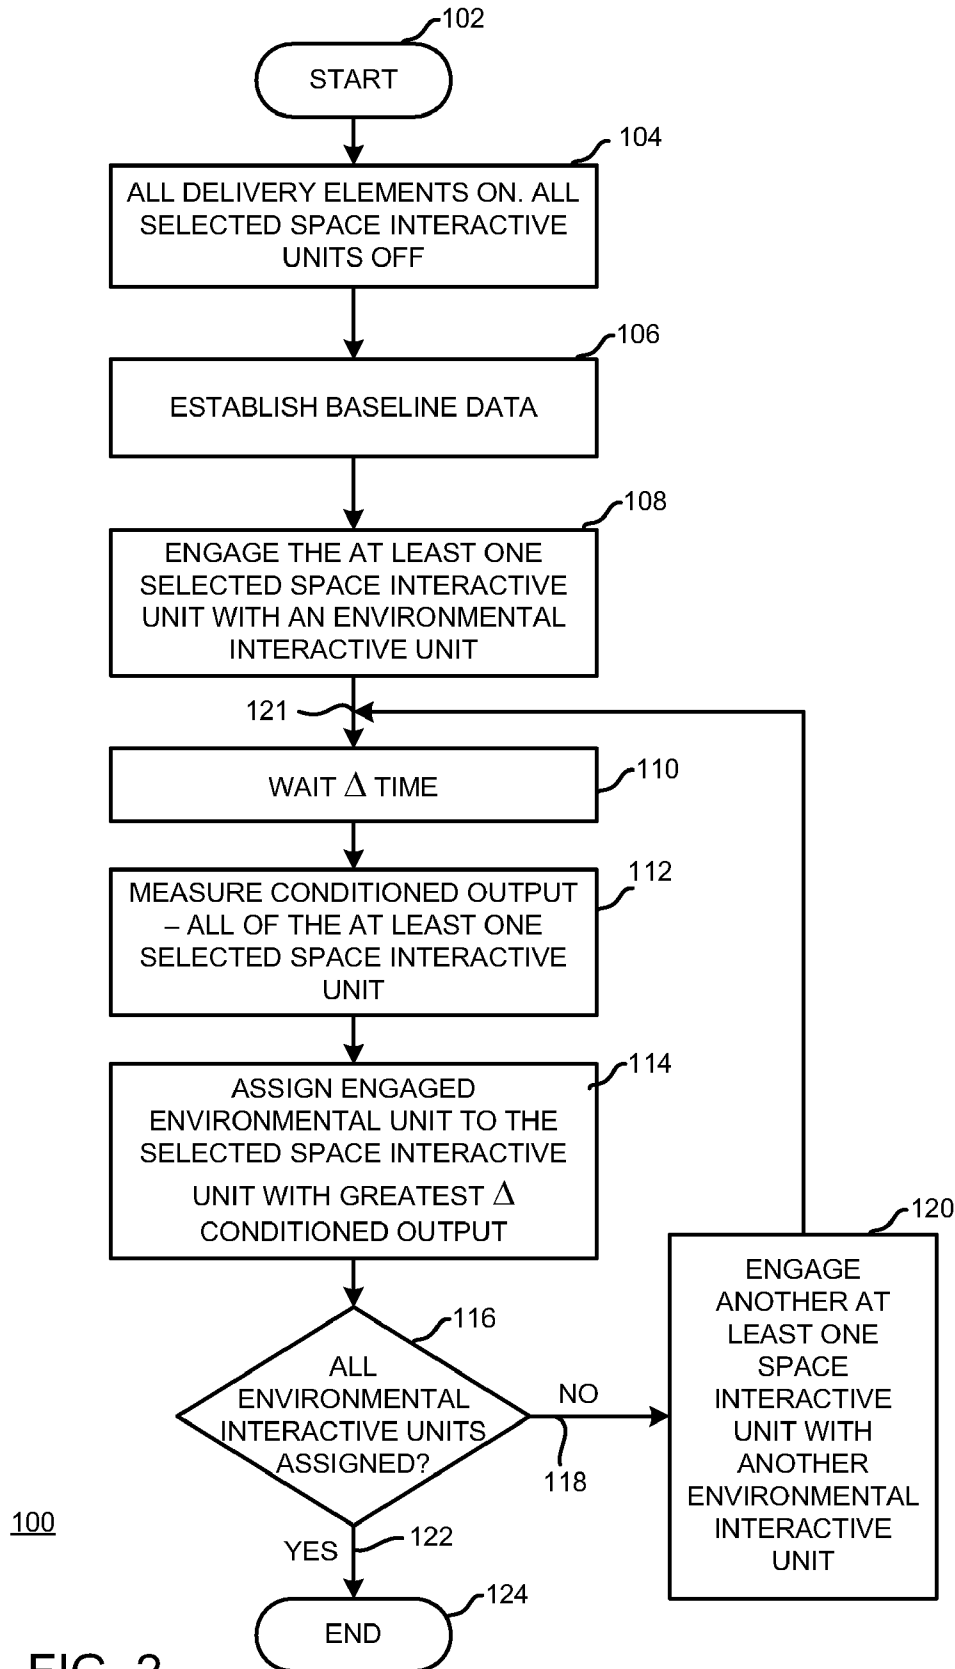 102
START
104
ALL DELIVERY ELEMENTS ON. ALL
SELECTED SPACE INTERACTIVE
UNITS OFF
106
ESTABLISH BASELINE DATA
108
ENGAGE THE AT LEAST ONE
SELECTED SPACE INTERACTIVE
UNIT WITH AN ENVIRONMENTAL
INTERACTIVE UNIT
121
WAIT Δ TIME
110
MEASURE CONDITIONED OUTPUT
– ALL OF THE AT LEAST ONE
SELECTED SPACE INTERACTIVE
UNIT
112
ASSIGN ENGAGED
ENVIRONMENTAL UNIT TO THE
SELECTED SPACE INTERACTIVE
UNIT WITH GREATEST Δ
CONDITIONED OUTPUT
114
116
ALL
ENVIRONMENTAL
INTERACTIVE UNITS
ASSIGNED?
NO
118
120
ENGAGE
ANOTHER AT
LEAST ONE
SPACE
INTERACTIVE
UNIT WITH
ANOTHER
ENVIRONMENTAL
INTERACTIVE
UNIT
100
YES
122
124
END
FIG. 2